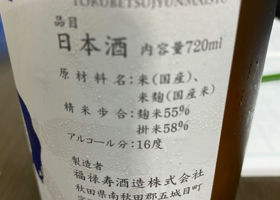 TOKUBETSUJYUNMAISYU
品目
日本酒 内容量720ml
原材料名:米(国産)、
米麹(国産米)
精米歩合:麹米55%
掛米58%
アルコール分:16度
製造者
福禄寿酒造株式会社
秋田県南秋田郡五城目町